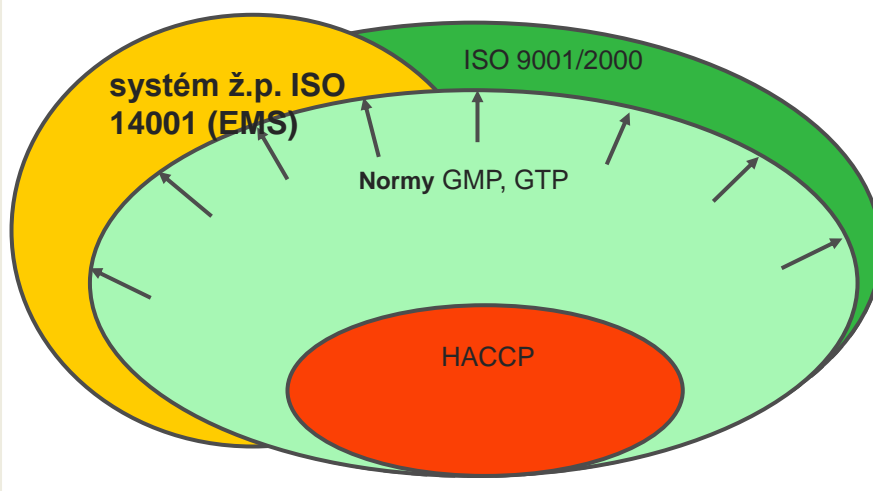 ISO 9001/2000
systém ž.p. ISO
14001 (EMS)
Normy GMP, GTP
HACCP